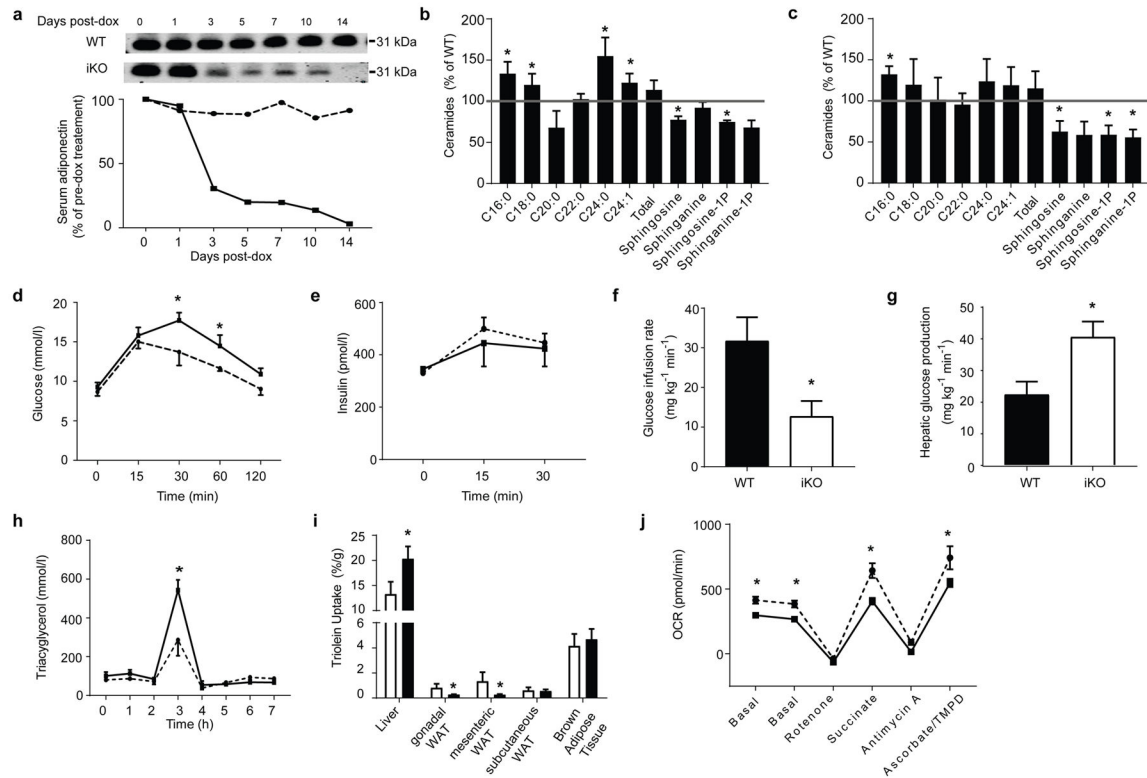 a
Days post-dox 0 1 3 5 7 10 14
WT
31 kDa
iKO
31 kDa
Serum adiponectin
(% of pre-dox treatement)
100
50
0
0 1 3 5 7 10 14
Days post-dox
b
Ceramides (% of WT)
200
150
100
50
0
* * * * * *
C16:0
C18:0
C20:0
C22:0
C24:0
C24:1
Total
Sphingosine
Sphinganine
Sphingosine-1P
Sphinganine-1P
c
Ceramides (% of WT)
200
150
100
50
0
* * * *
C16:0
C18:0
C20:0
C22:0
C24:0
C24:1
Total
Sphingosine
Sphinganine
Sphingosine-1P
Sphinganine-1P
d
Glucose (mmol/l)
20
15
10
5
0
* *
0 15 30 60 120
Time (min)
e
Insulin (pmol/l)
600
400
200
0
0 15 30
Time (min)
f
Glucose infusion rate
(mg kg⁻¹ min⁻¹)
40
30
20
10
0
*
WT iKO
g
Hepatic glucose production
(mg kg⁻¹ min⁻¹)
60
40
20
0
*
WT iKO
h
Triacyglycerol (mmol/l)
800
600
400
200
0
*
0 1 2 3 4 5 6 7
Time (h)
i
Triolein Uptake (%/g)
25
20
15
10
6
4
2
0
* * *
Liver
gonadal
WAT
mesenteric
WAT
subcutaneous
WAT
Brown
Adipose
Tissue
j
OCR (pmol/min)
1000
500
0
* * * *
Basal
Basal
Rotenone
Succinate
Antimycin A
Ascorbate/TMPD